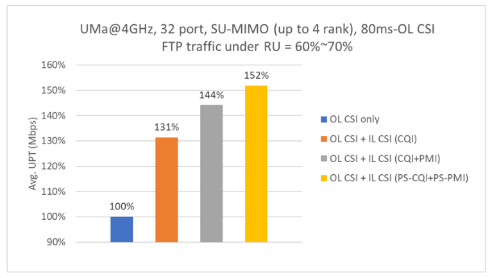 UMa@4GHz, 32 port, SU-MIMO (up to 4 rank), 80ms-OL CSI
FTP traffic under RU = 60%~70%
Avg. UPT (Mbps)
160%
150%
140%
130%
120%
110%
100%
90%
100%
131%
144%
152%
OL CSI only
OL CSI + IL CSI (CQI)
OL CSI + IL CSI (CQI+PMI)
OL CSI + IL CSI (PS-CQI+PS-PMI)